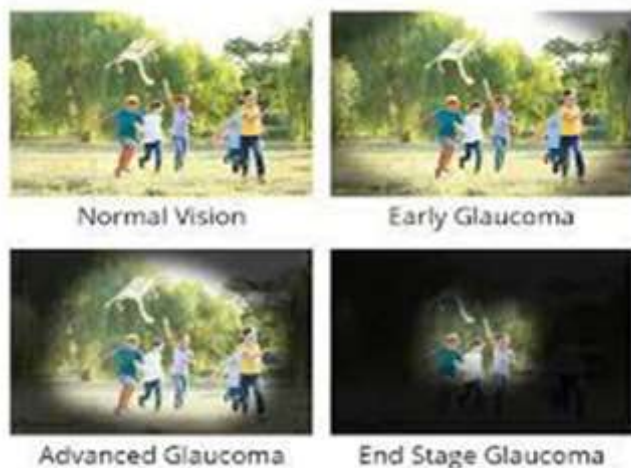 Normal Vision
Early Glaucoma
Advanced Glaucoma
End Stage Glaucoma